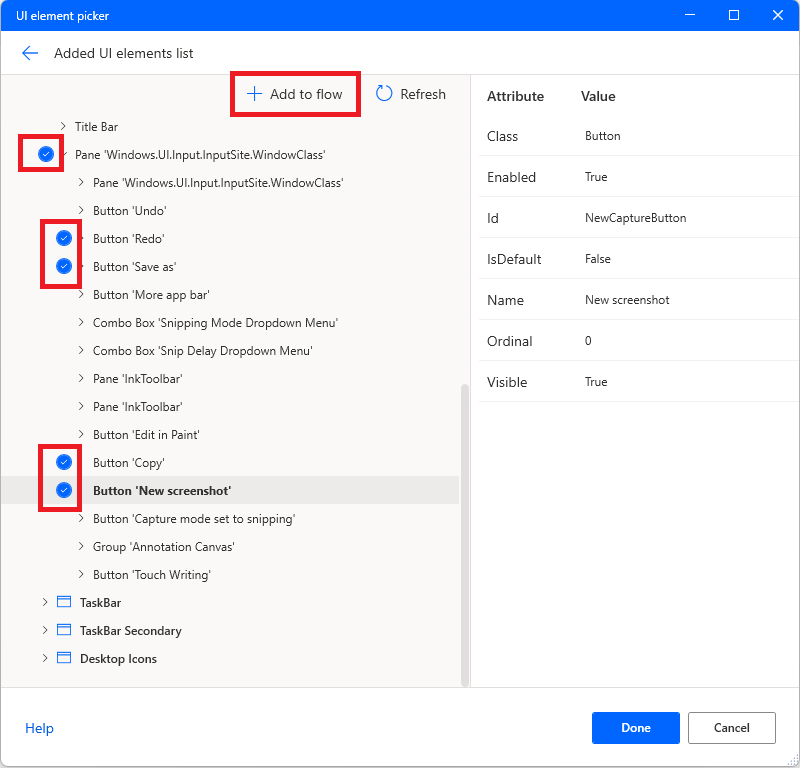 UI element picker
Added UI elements list
Add to flow
Refresh
Title Bar
Pane 'Windows.UI.Input.InputSite.WindowClass'
Pane 'Windows.UI.Input.InputSite.WindowClass'
Button 'Undo'
Button 'Redo'
Button 'Save as'
Button 'More app bar'
Combo Box 'Snipping Mode Dropdown Menu'
Combo Box 'Snip Delay Dropdown Menu'
Pane 'InkToolbar'
Pane 'InkToolbar'
Button 'Edit in Paint'
Button 'Copy'
Button 'New screenshot'
Button 'Capture mode set to snipping'
Group 'Annotation Canvas'
Button 'Touch Writing'
TaskBar
TaskBar Secondary
Desktop Icons
Attribute Value
Class Button
Enabled True
Id NewCaptureButton
IsDefault False
Name New screenshot
Ordinal 0
Visible True
Help
Done
Cancel